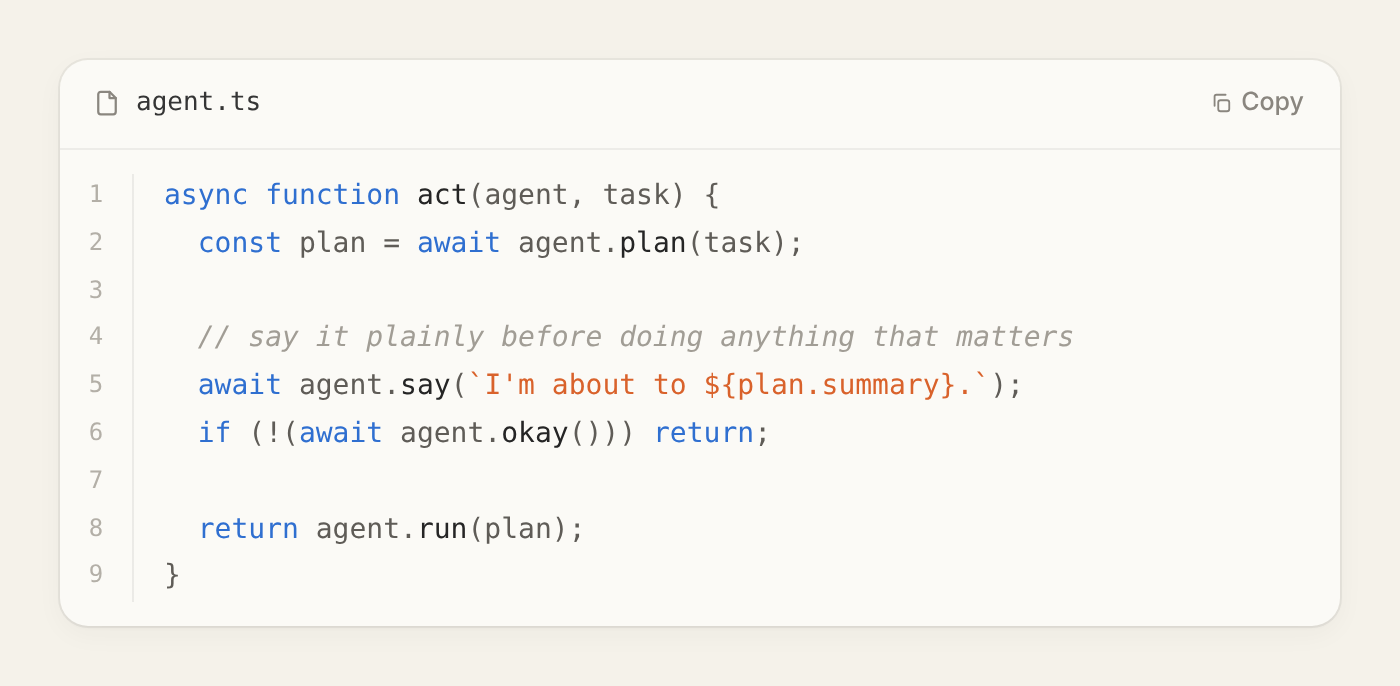 agent.ts
Copy
1 async function act(agent, task) {
2   const plan = await agent.plan(task);
3
4   // say it plainly before doing anything that matters
5   await agent.say(`I'm about to ${plan.summary}.`);
6   if (!(await agent.okay())) return;
7
8   return agent.run(plan);
9 }